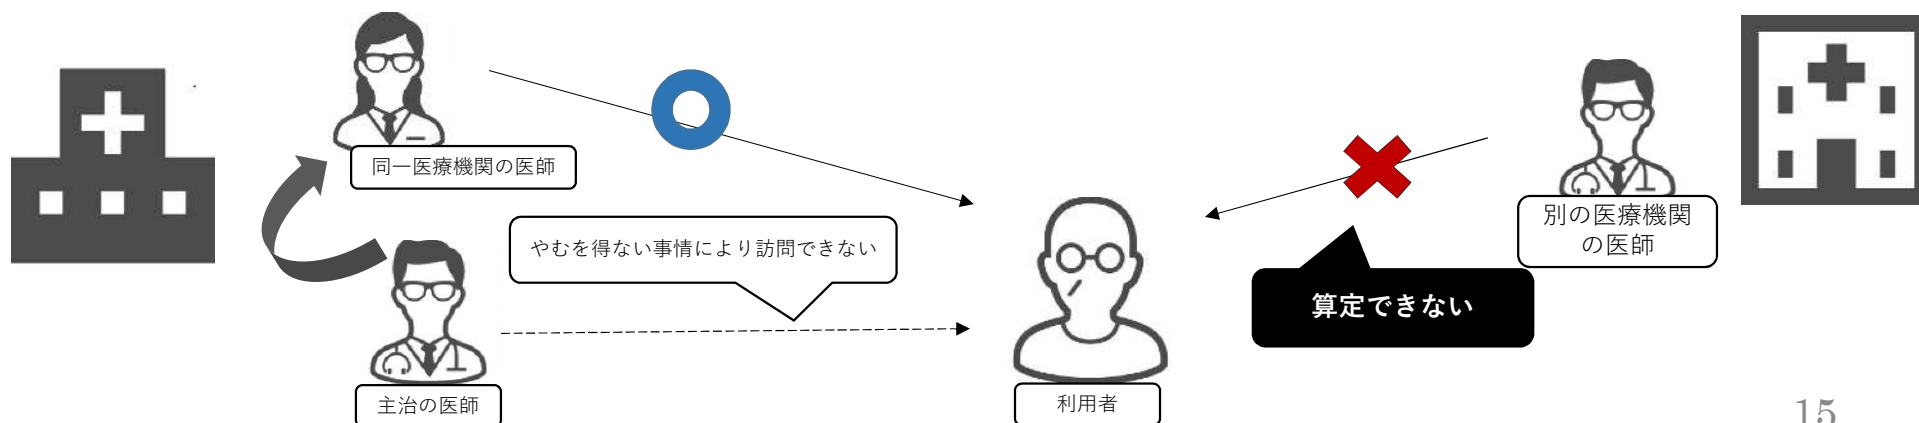 同一医療機関の医師
やむを得ない事情により訪問できない
主治の医師
利用者
算定できない
別の医療機関
の医師
15